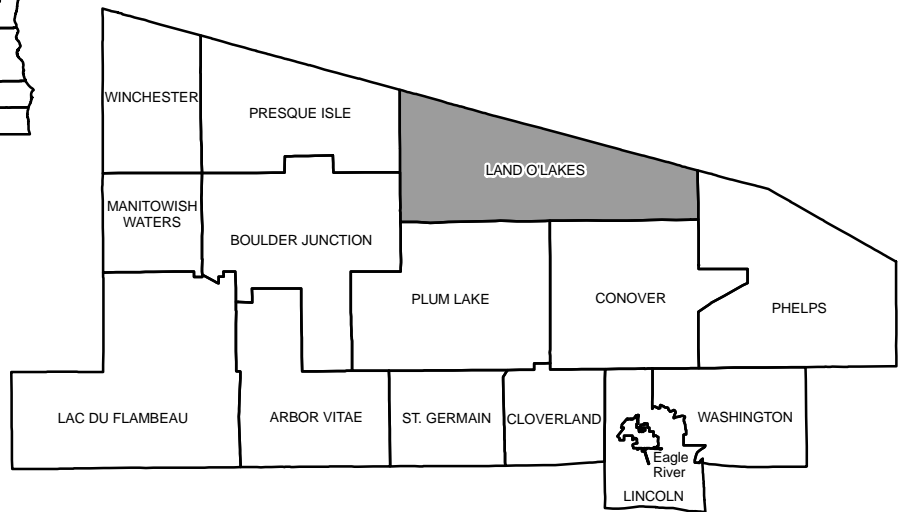 WINCHESTER
PRESQUE ISLE
LAND O'LAKES
MANITOWISH
WATERS
BOULDER JUNCTION
PLUM LAKE
CONOVER
PHELPS
LAC DU FLAMBEAU
ARBOR VITAE
ST. GERMAIN
CLOVERLAND
WASHINGTON
Eagle
River
LINCOLN